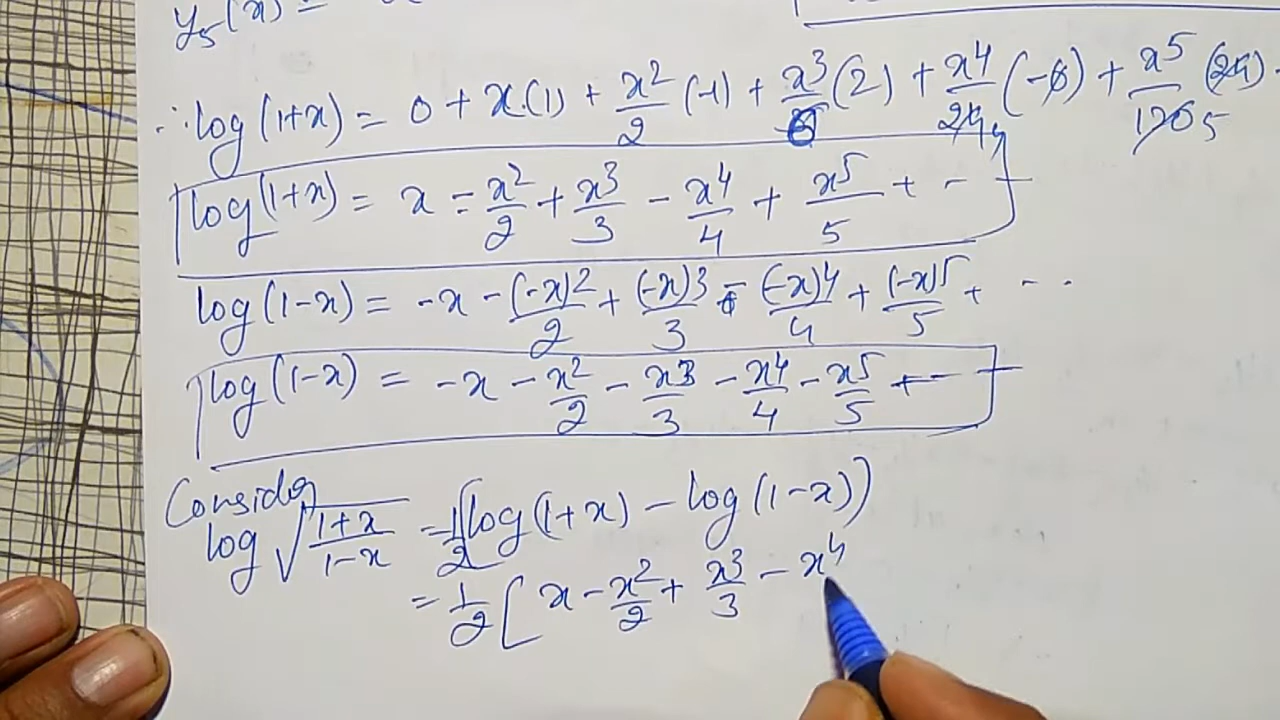 y₅(x) =
∴ log (1+x) = 0 + x(1) + x²/2 (-1) + x³/6 (2) + x⁴/24 4 (-6) + x⁵/120 5 (24) .
log (1+x) = x - x²/2 + x³/3 - x⁴/4 + x⁵/5 + - -
log (1-x) = -x - (-x)²/2 + (-x)³/3 - (-x)⁴/4 + (-x)⁵/5 + - ..
log (1-x) = -x - x²/2 - x³/3 - x⁴/4 - x⁵/5 + - -
Consider
log √(1+x)/(1-x) = 1/2 [log (1+x) - log (1-x))
= 1/2 [ x - x²/2 + x³/3 - x⁴